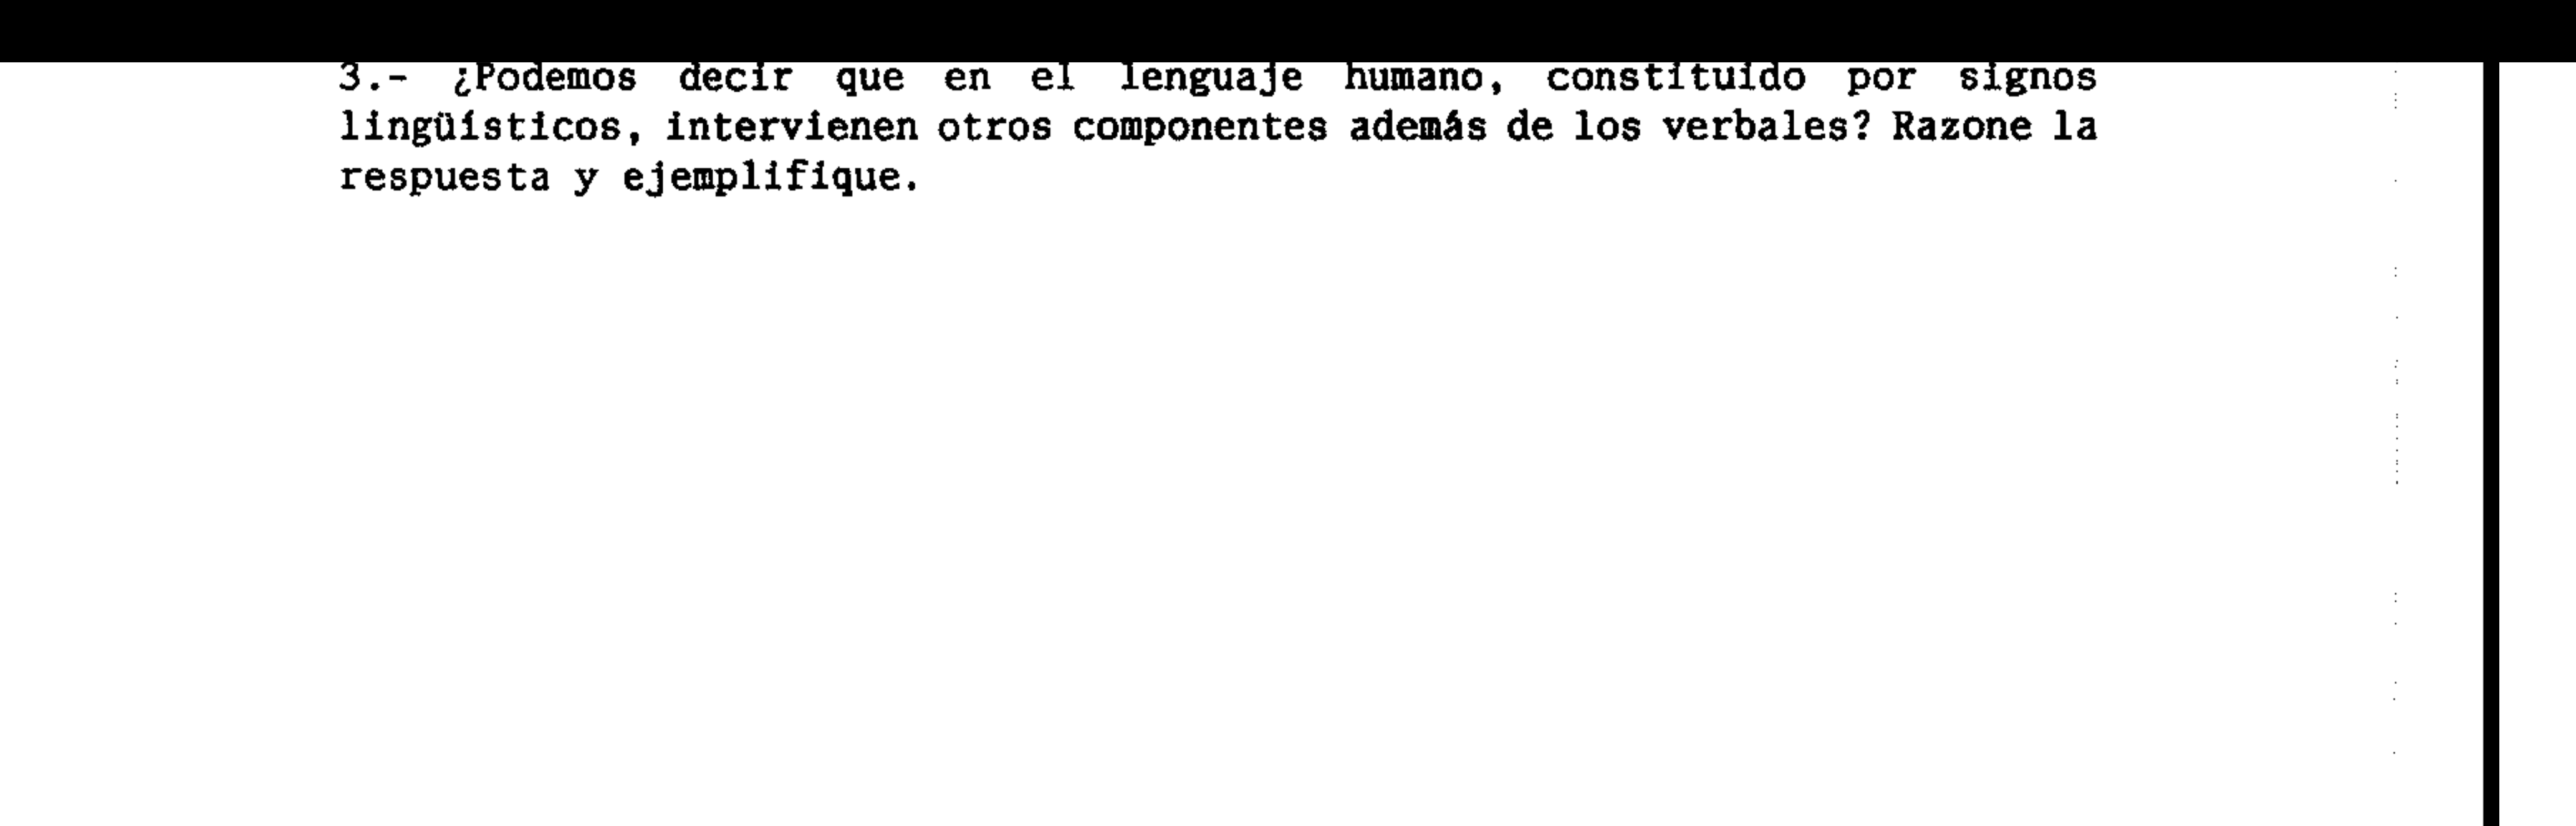 3.- ¿Podemos decir que en el lenguaje humano, constituido por signos
lingüísticos, intervienen otros componentes además de los verbales? Razone la
respuesta y ejemplifique.